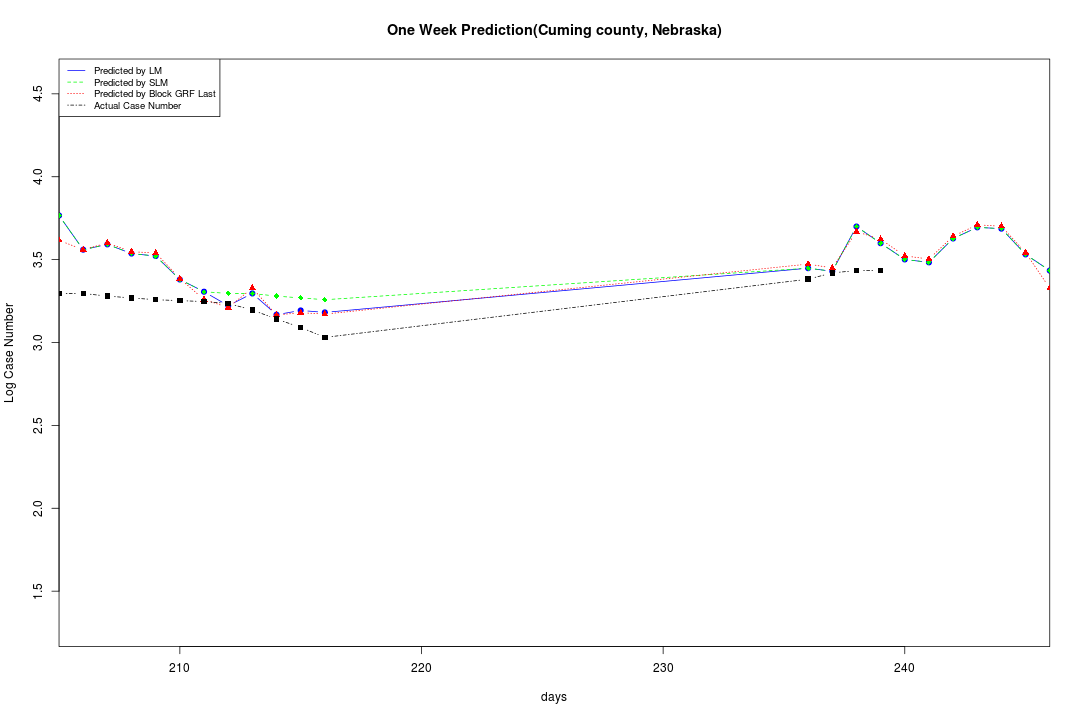 One Week Prediction(Cuming county, Nebraska)
Predicted by LM
Predicted by SLM
Predicted by Block GRF Last
Actual Case Number
4.5
4.0
3.5
3.0
2.5
2.0
1.5
Log Case Number
210
220
230
240
days